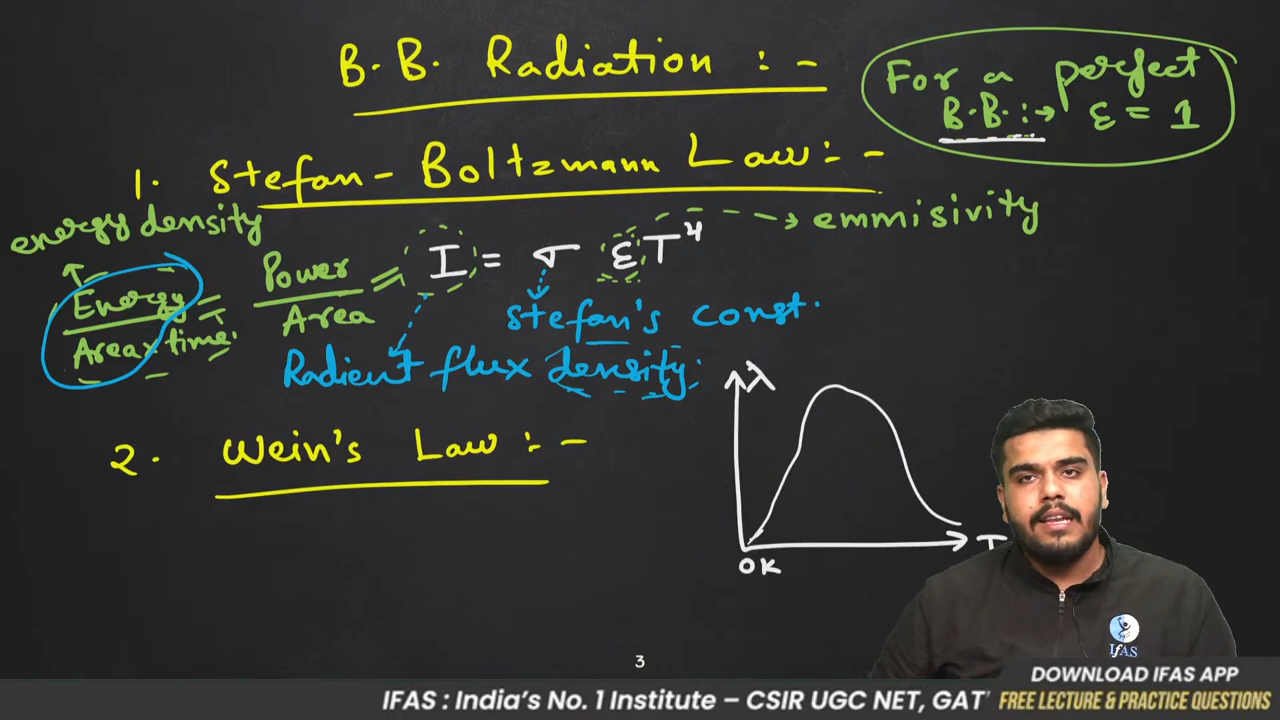 B.B. Radiation :-
For a perfect
B.B. :→ ε = 1
1. Stefan-Boltzmann Law :-
energy density
emmisivity
Energy / Area × time = Power / Area = I = σ εT⁴
stefan's const.
Radient flux density
λ
2. Wein's Law :-
T
OK
IFAS
3
DOWNLOAD IFAS APP
IFAS : India's No. 1 Institute – CSIR UGC NET, GAT
FREE LECTURE & PRACTICE QUESTIONS